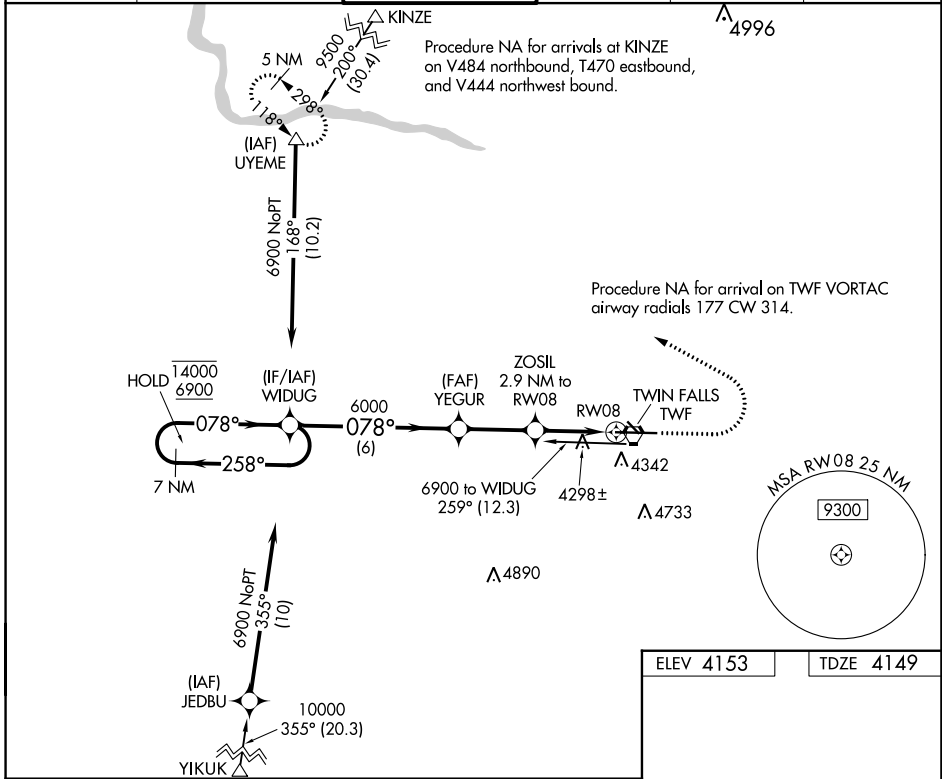 KINZE
4996
Procedure NA for arrivals at KINZE
on V484 northbound, T470 eastbound,
and V444 northwest bound.
9500
200°
(30.4)
5 NM
298°
118°
(IAF)
UYEME
6900 NoPT
168°
(10.2)
Procedure NA for arrival on TWF VORTAC
airway radials 177 CW 314.
HOLD
14000
6900
(IF/IAF)
WIDUG
078°
258°
7 NM
6000
078°
(6)
(FAF)
YEGUR
ZOSIL
2.9 NM to
RW08
RW08
TWIN FALLS
TWF
6900 to WIDUG
259° (12.3)
4298±
4342
4733
4890
MSA RW08 25 NM
9300
6900 NoPT
355°
(10)
(IAF)
JEDBU
10000
355° (20.3)
YIKUK
ELEV 4153
TDZE 4149